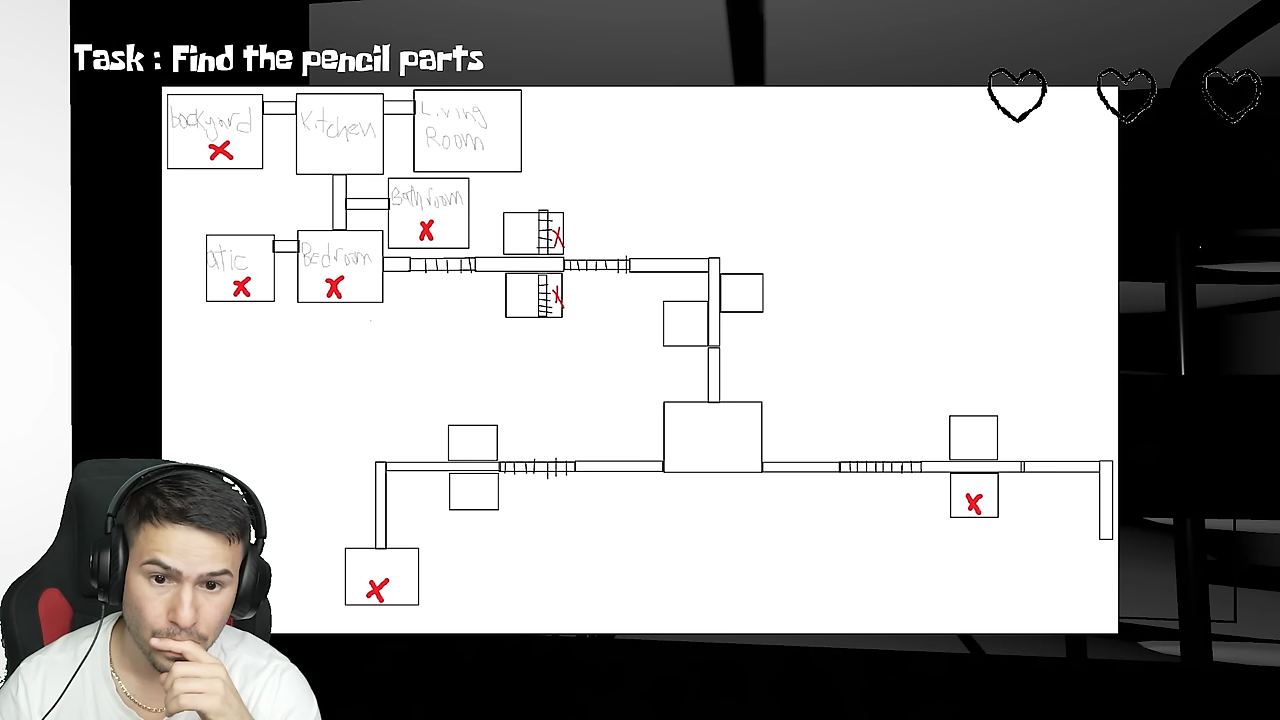 Task : Find the pencil parts
backyard
Kitchen
Living
Room
Bathroom
atic
Bedroom